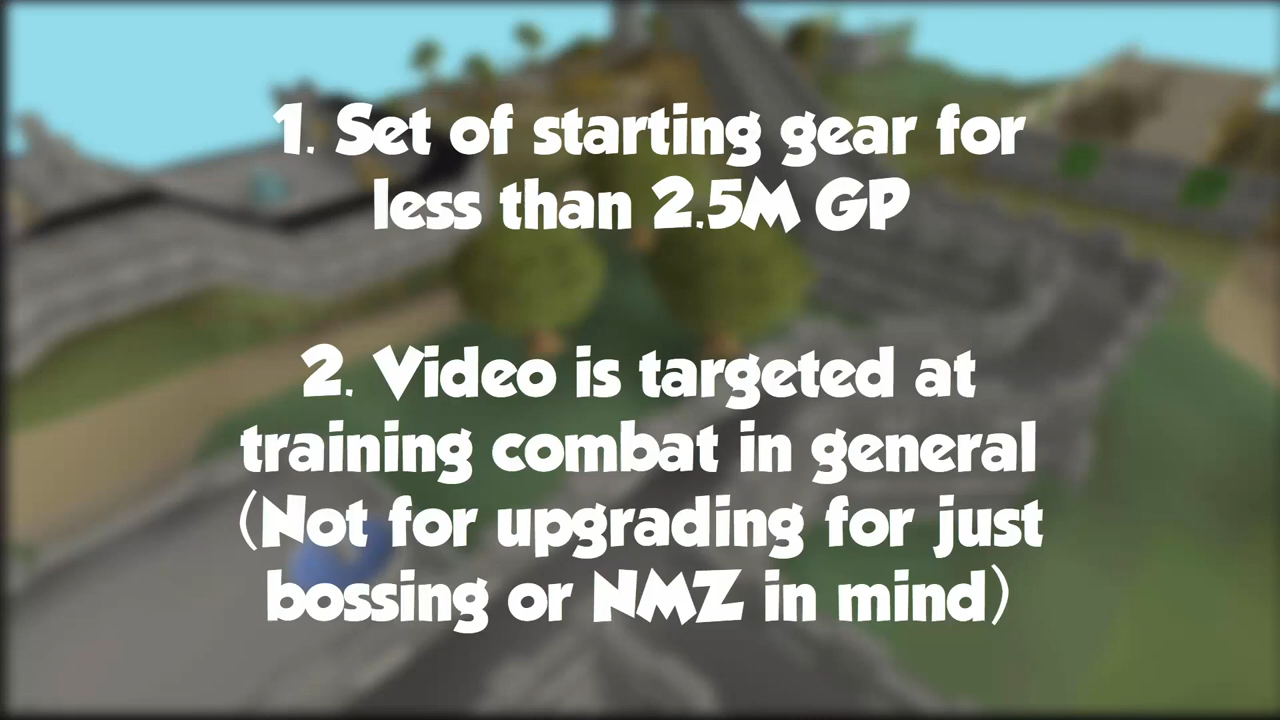 1. Set of starting gear for
less than 2.5M GP
2. Video is targeted at
training combat in general
(Not for upgrading for just
bossing or NMZ in mind)